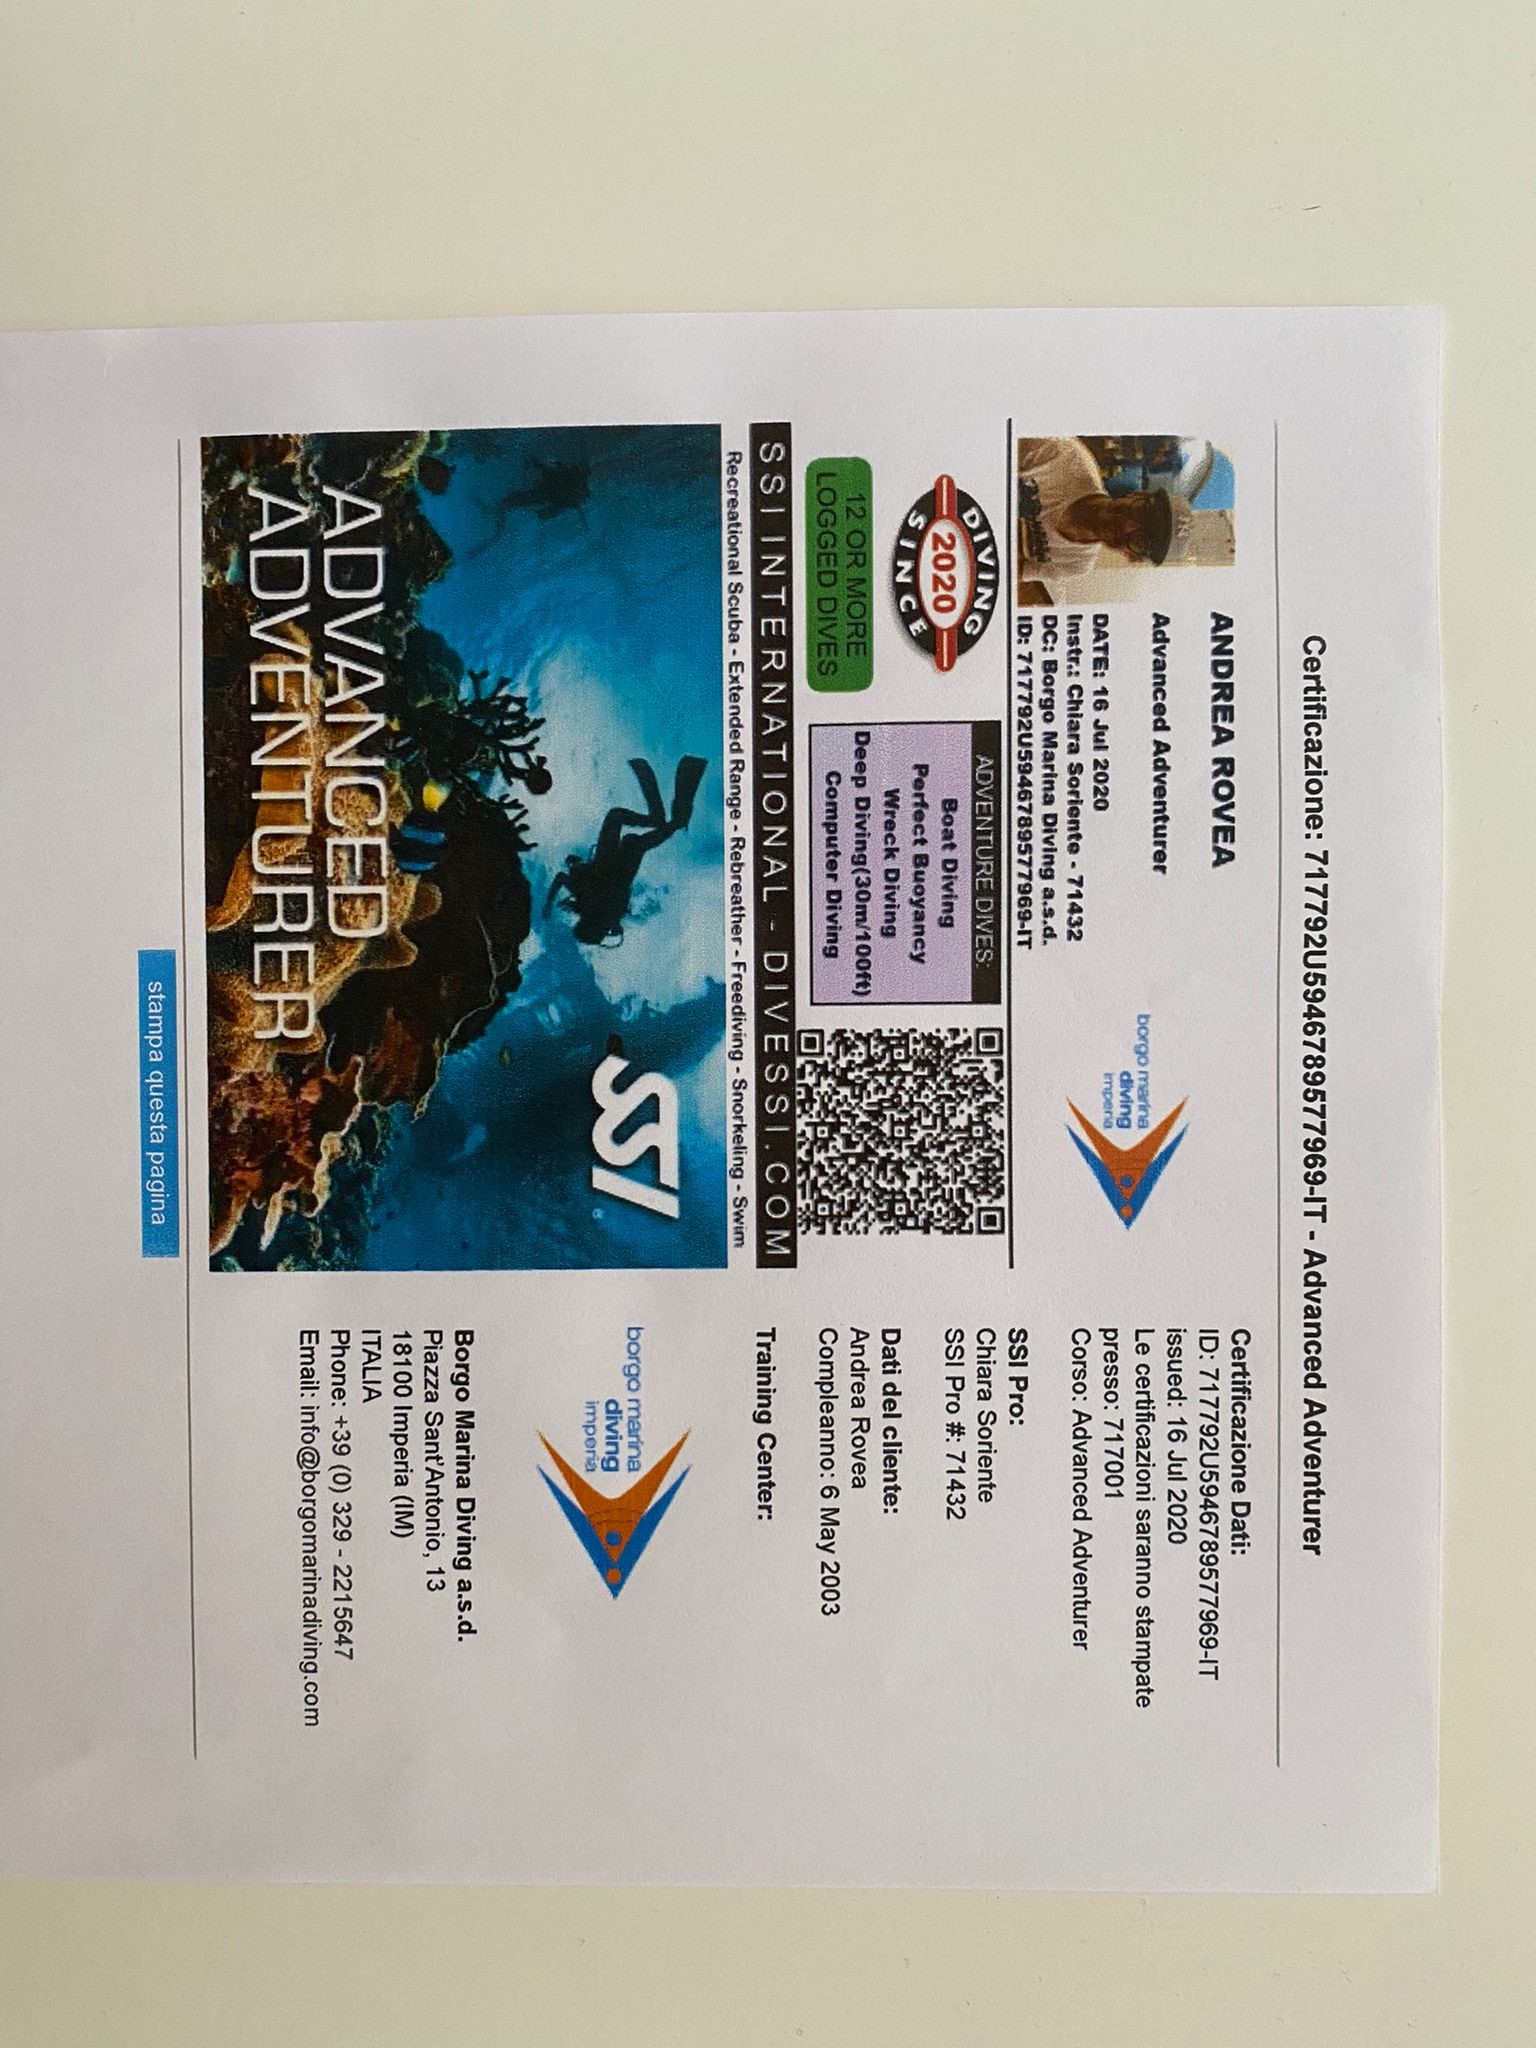 Certificazione: 717792U5946789577969-IT - Advanced Adventurer
ANDREA ROVEA
Advanced Adventurer
DATE: 16 Jul 2020
Instr.: Chiara Soriente - 71432
DC: Borgo Marina Diving a.s.d.
ID: 717792U5946789577969-IT
borgo marina
diving
imperia
DIVING
2020
SINCE
12 OR MORE
LOGGED DIVES
ADVENTURE DIVES:
Boat Diving
Perfect Buoyancy
Wreck Diving
Deep Diving(30m/100ft)
Computer Diving
SSI INTERNATIONAL - DIVESSI.COM
Recreational Scuba - Extended Range - Rebreather - Freediving - Snorkeling - Swim
SSI
®
ADVANCED
ADVENTURER
Certificazione Dati:
ID: 717792U5946789577969-IT
issued: 16 Jul 2020
Le certificazioni saranno stampate
presso: 717001
Corso: Advanced Adventurer
SSI Pro:
Chiara Soriente
SSI Pro #: 71432
Dati del cliente:
Andrea Rovea
Compleanno: 6 May 2003
Training Center:
borgo marina
diving
imperia
Borgo Marina Diving a.s.d.
Piazza Sant'Antonio, 13
18100 Imperia (IM)
ITALIA
Phone: +39 (0) 329 - 2215647
Email: info@borgomarinadiving.com
stampa questa pagina